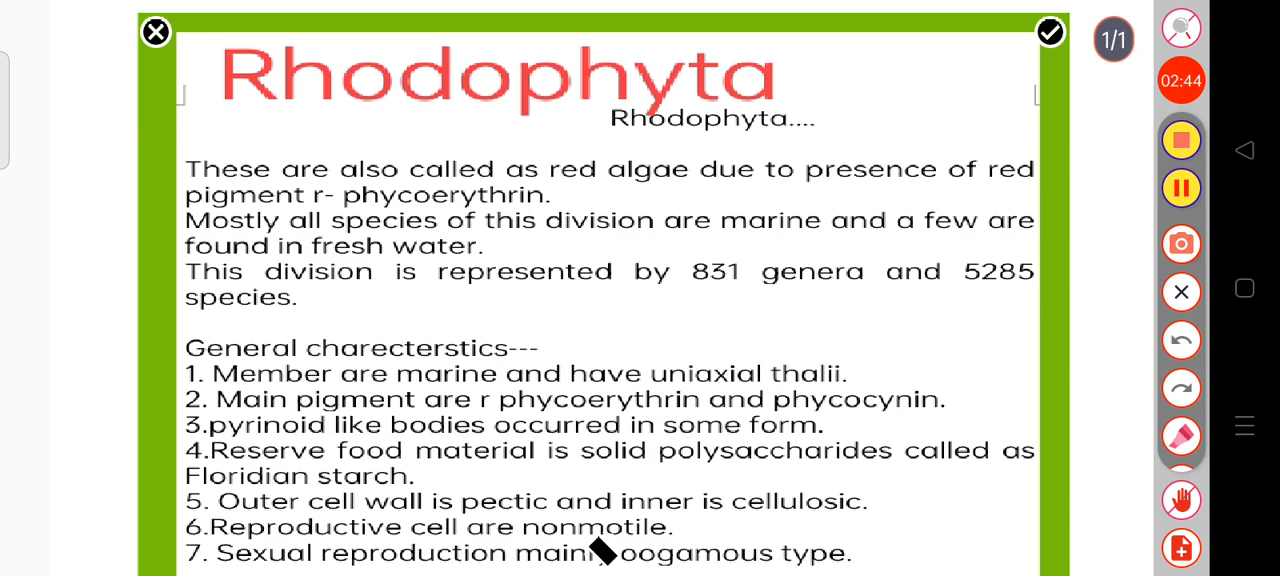 Rhodophyta
Rhodophyta....
These are also called as red algae due to presence of red
pigment r- phycoerythrin.
Mostly all species of this division are marine and a few are
found in fresh water.
This division is represented by 831 genera and 5285
species.
General charecterstics---
1. Member are marine and have uniaxial thalii.
2. Main pigment are r phycoerythrin and phycocynin.
3.pyrinoid like bodies occurred in some form.
4.Reserve food material is solid polysaccharides called as
Floridian starch.
5. Outer cell wall is pectic and inner is cellulosic.
6.Reproductive cell are nonmotile.
7. Sexual reproduction oogamous type.
1/1
02:44